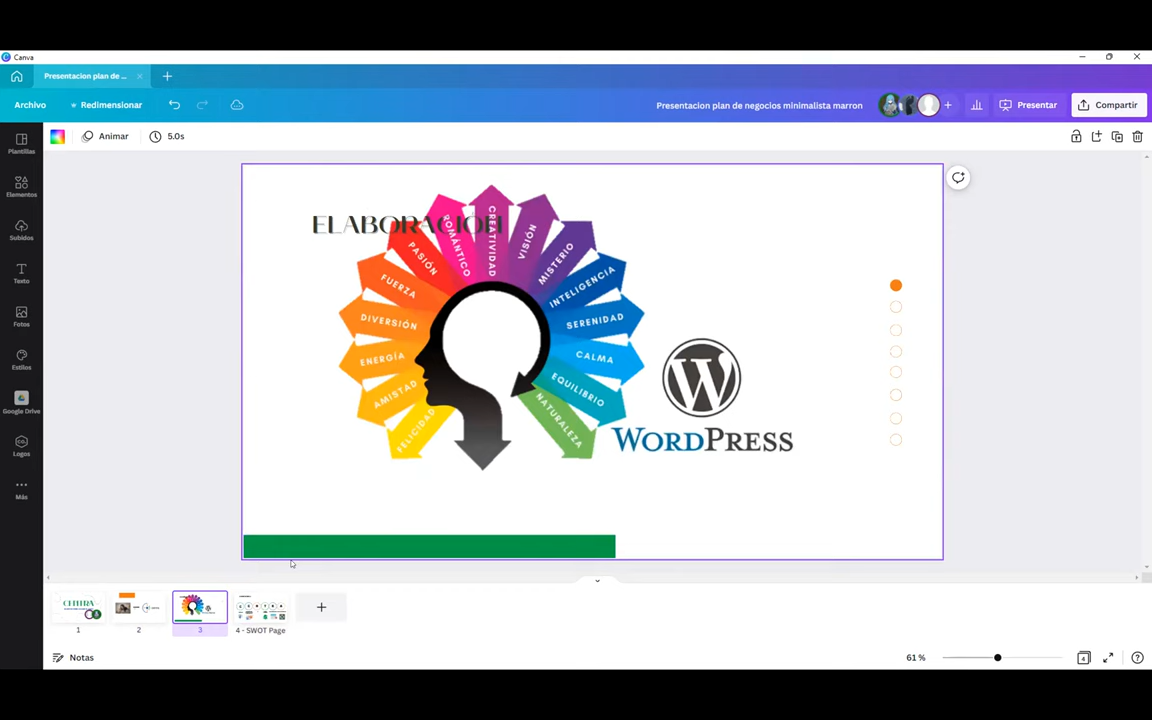 Canva
Presentacion plan de ...
Archivo
Redimensionar
Presentacion plan de negocios minimalista marron
Presentar
Compartir
Animar
5.0s
Plantillas
Elementos
Subidos
Texto
Fotos
Estilos
Google Drive
Logos
Más
ELABORACIÓN
FELICIDAD
AMISTAD
ENERGÍA
DIVERSIÓN
FUERZA
PASIÓN
ROMÁNTICO
CREATIVIDAD
VISIÓN
MISTERIO
INTELIGENCIA
SERENIDAD
CALMA
EQUILIBRIO
NATURALEZA
W
WORDPRESS
1
2
3
4 - SWOT Page
Notas
61 %
4